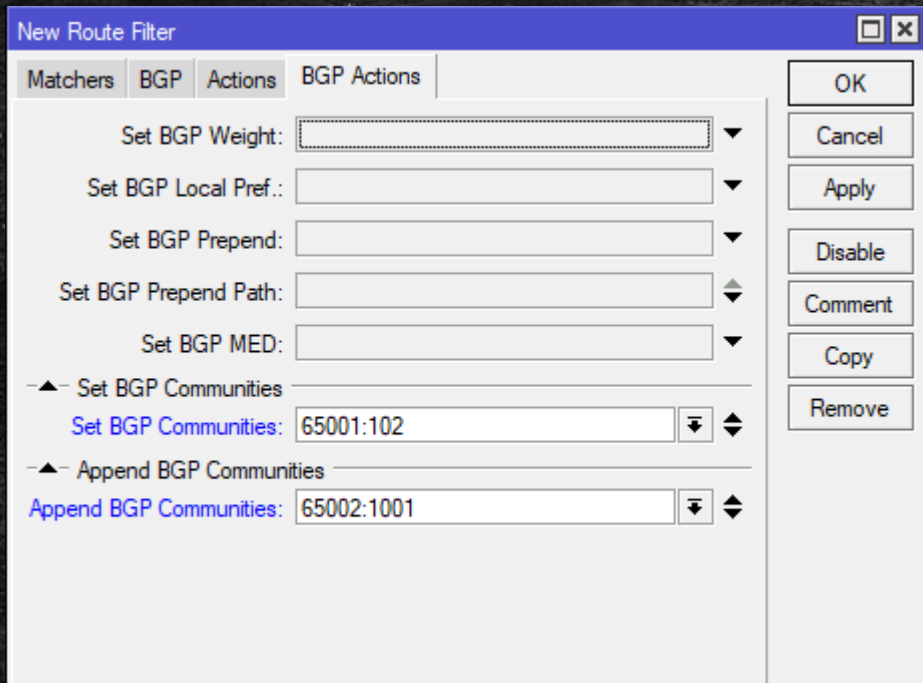 New Route Filter
Matchers BGP Actions BGP Actions
OK
Set BGP Weight:
Cancel
Set BGP Local Pref.:
Apply
Set BGP Prepend:
Disable
Set BGP Prepend Path:
Comment
Set BGP MED:
Copy
Set BGP Communities
Remove
Set BGP Communities: 65001:102
Append BGP Communities
Append BGP Communities: 65002:1001